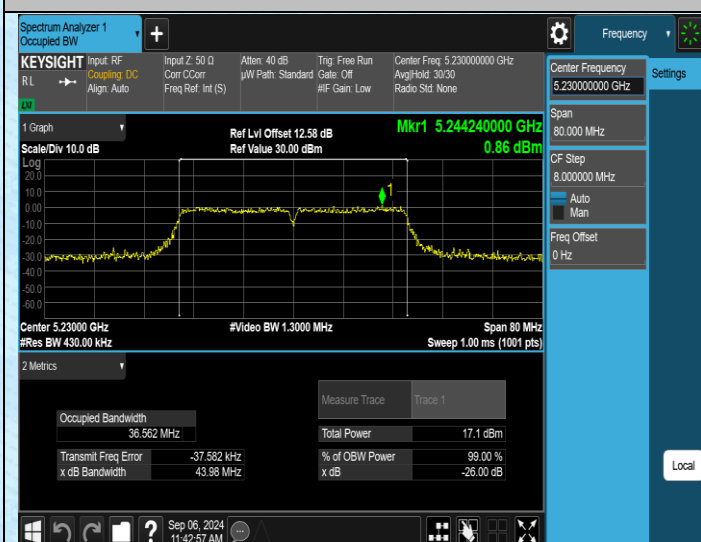 Spectrum Analyzer 1
Occupied BW
Frequency
KEYSIGHT
RL
Input: RF
Coupling: DC
Align: Auto
Input Z: 50 Ω
Corr CCorr
Freq Ref: Int (S)
Atten: 40 dB
µW Path: Standard
Trig: Free Run
Gate: Off
#IF Gain: Low
Center Freq: 5.230000000 GHz
Avg|Hold: 30/30
Radio Std: None
1 Graph
Scale/Div 10.0 dB
Ref Lvl Offset 12.58 dB
Ref Value 30.00 dBm
Mkr1 5.244240000 GHz
0.86 dBm
Log
20.0
10.0
0.00
-10.0
-20.0
-30.0
-40.0
-50.0
-60.0
1
Center 5.23000 GHz
#Res BW 430.00 kHz
#Video BW 1.3000 MHz
Span 80 MHz
Sweep 1.00 ms (1001 pts)
2 Metrics
Measure Trace Trace 1
Occupied Bandwidth
36.562 MHz
Total Power 17.1 dBm
Transmit Freq Error -37.582 kHz
% of OBW Power 99.00 %
x dB Bandwidth 43.98 MHz
x dB -26.00 dB
Center Frequency
5.230000000 GHz
Settings
Span
80.000 MHz
CF Step
8.000000 MHz
Auto
Man
Freq Offset
0 Hz
Local
?
Sep 06, 2024
11:42:57 AM